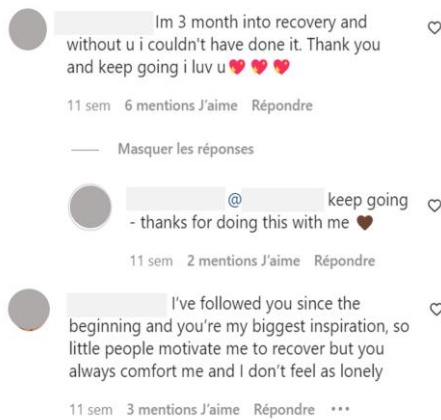 Im 3 month into recovery and
without u i couldn't have done it. Thank you
and keep going i luv u💖 💖 💖
11 sem 6 mentions J'aime Répondre
Masquer les réponses
@ keep going
- thanks for doing this with me 🖤
11 sem 2 mentions J'aime Répondre
I've followed you since the
beginning and you're my biggest inspiration, so
little people motivate me to recover but you
always comfort me and I don't feel as lonely
11 sem 3 mentions J'aime Répondre •••